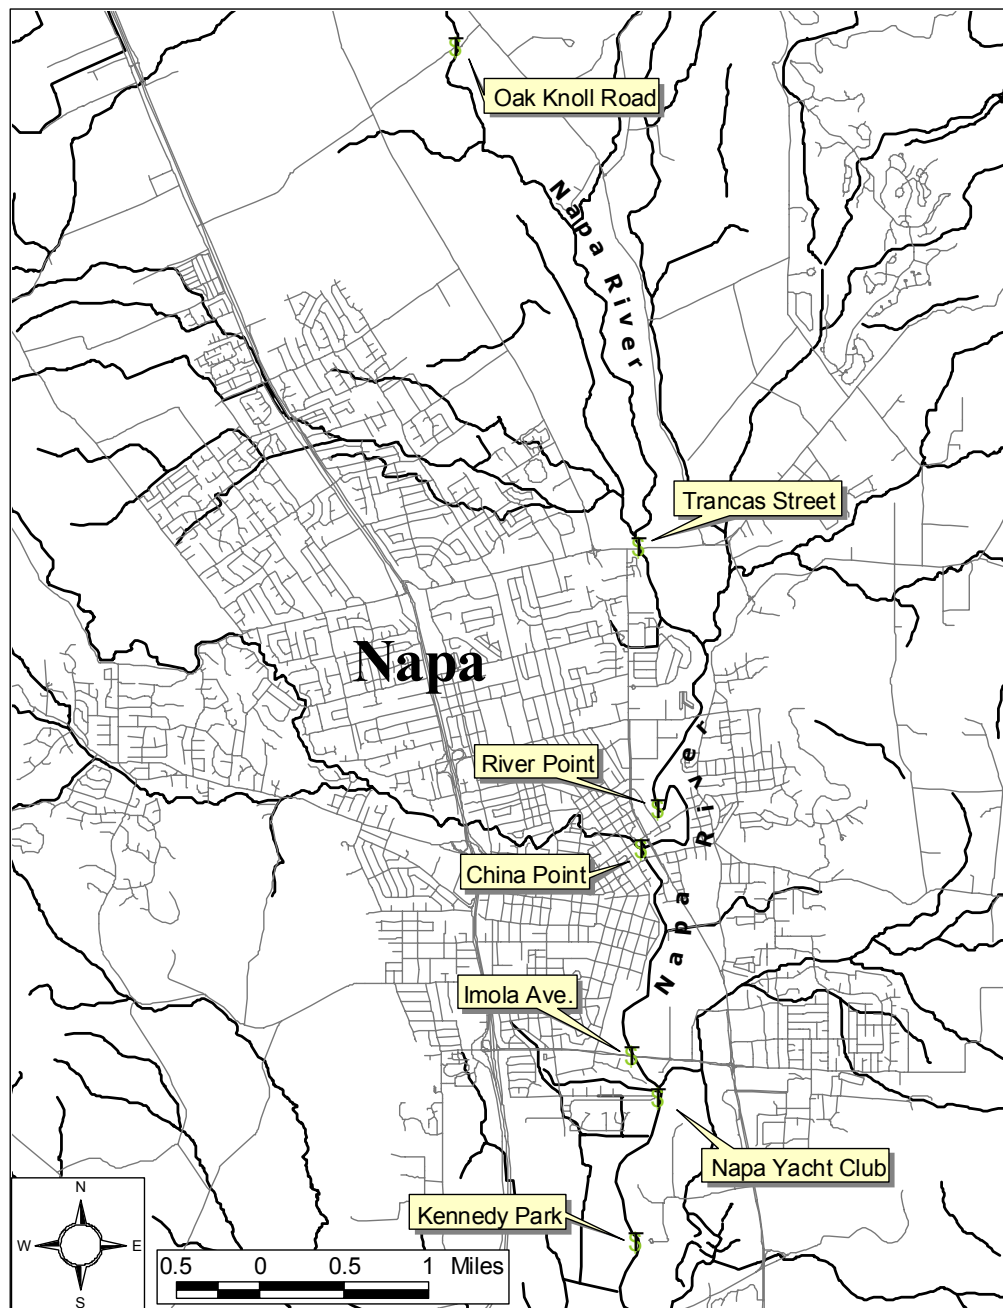 Oak Knoll Road
Napa River
Trancas Street
Napa
River Point
Napa River
China Point
Imola Ave.
Napa Yacht Club
Kennedy Park
N
W E
S
0.5 0 0.5 1 Miles